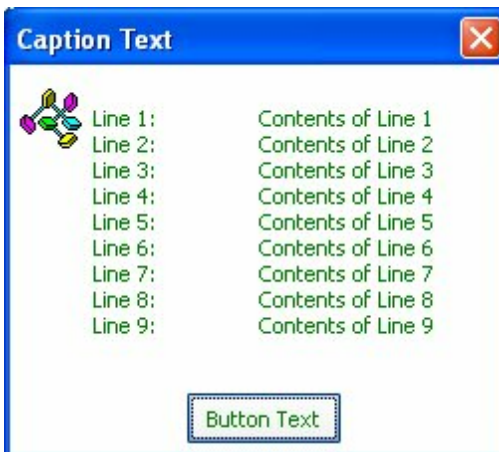 Caption Text
Line 1: Contents of Line 1
Line 2: Contents of Line 2
Line 3: Contents of Line 3
Line 4: Contents of Line 4
Line 5: Contents of Line 5
Line 6: Contents of Line 6
Line 7: Contents of Line 7
Line 8: Contents of Line 8
Line 9: Contents of Line 9
Button Text